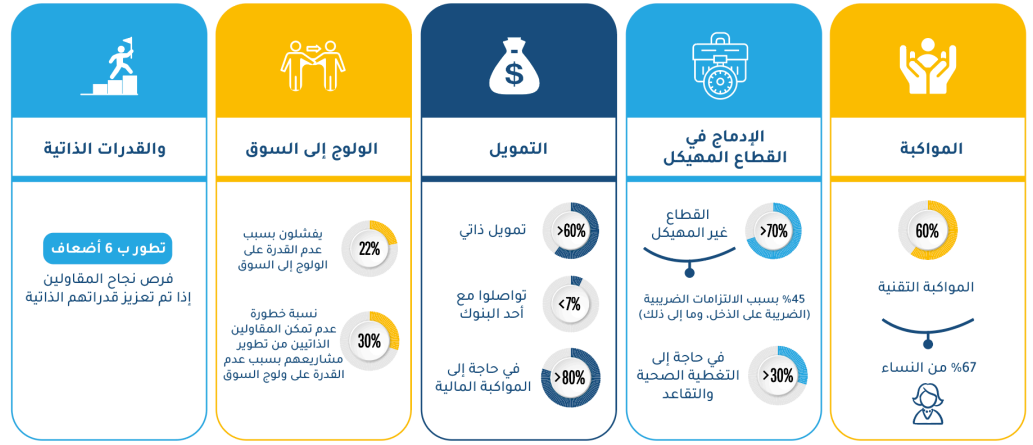 المواكبة
60%
المواكبة التقنية
67% من النساء
الإدماج في
القطاع المهيكل
>70%
القطاع
غير المهيكل
45% بسبب الالتزامات الضريبية
(الضريبة على الدخل، وما إلى ذلك)
>30%
في حاجة إلى
التغطية الصحية
والتقاعد
التمويل
$
>60%
تمويل ذاتي
<7%
تواصلوا مع
أحد البنوك
>80%
في حاجة إلى
المواكبة المالية
الولوج إلى السوق
22%
يفشلون بسبب
عدم القدرة على
الولوج إلى السوق
30%
نسبة خطورة
عدم تمكن المقاولين
الذاتيين من تطوير
مشاريعهم بسبب عدم
القدرة على ولوج السوق
والقدرات الذاتية
تطور ب 6 أضعاف
فرص نجاح المقاولين
إذا تم تعزيز قدراتهم الذاتية